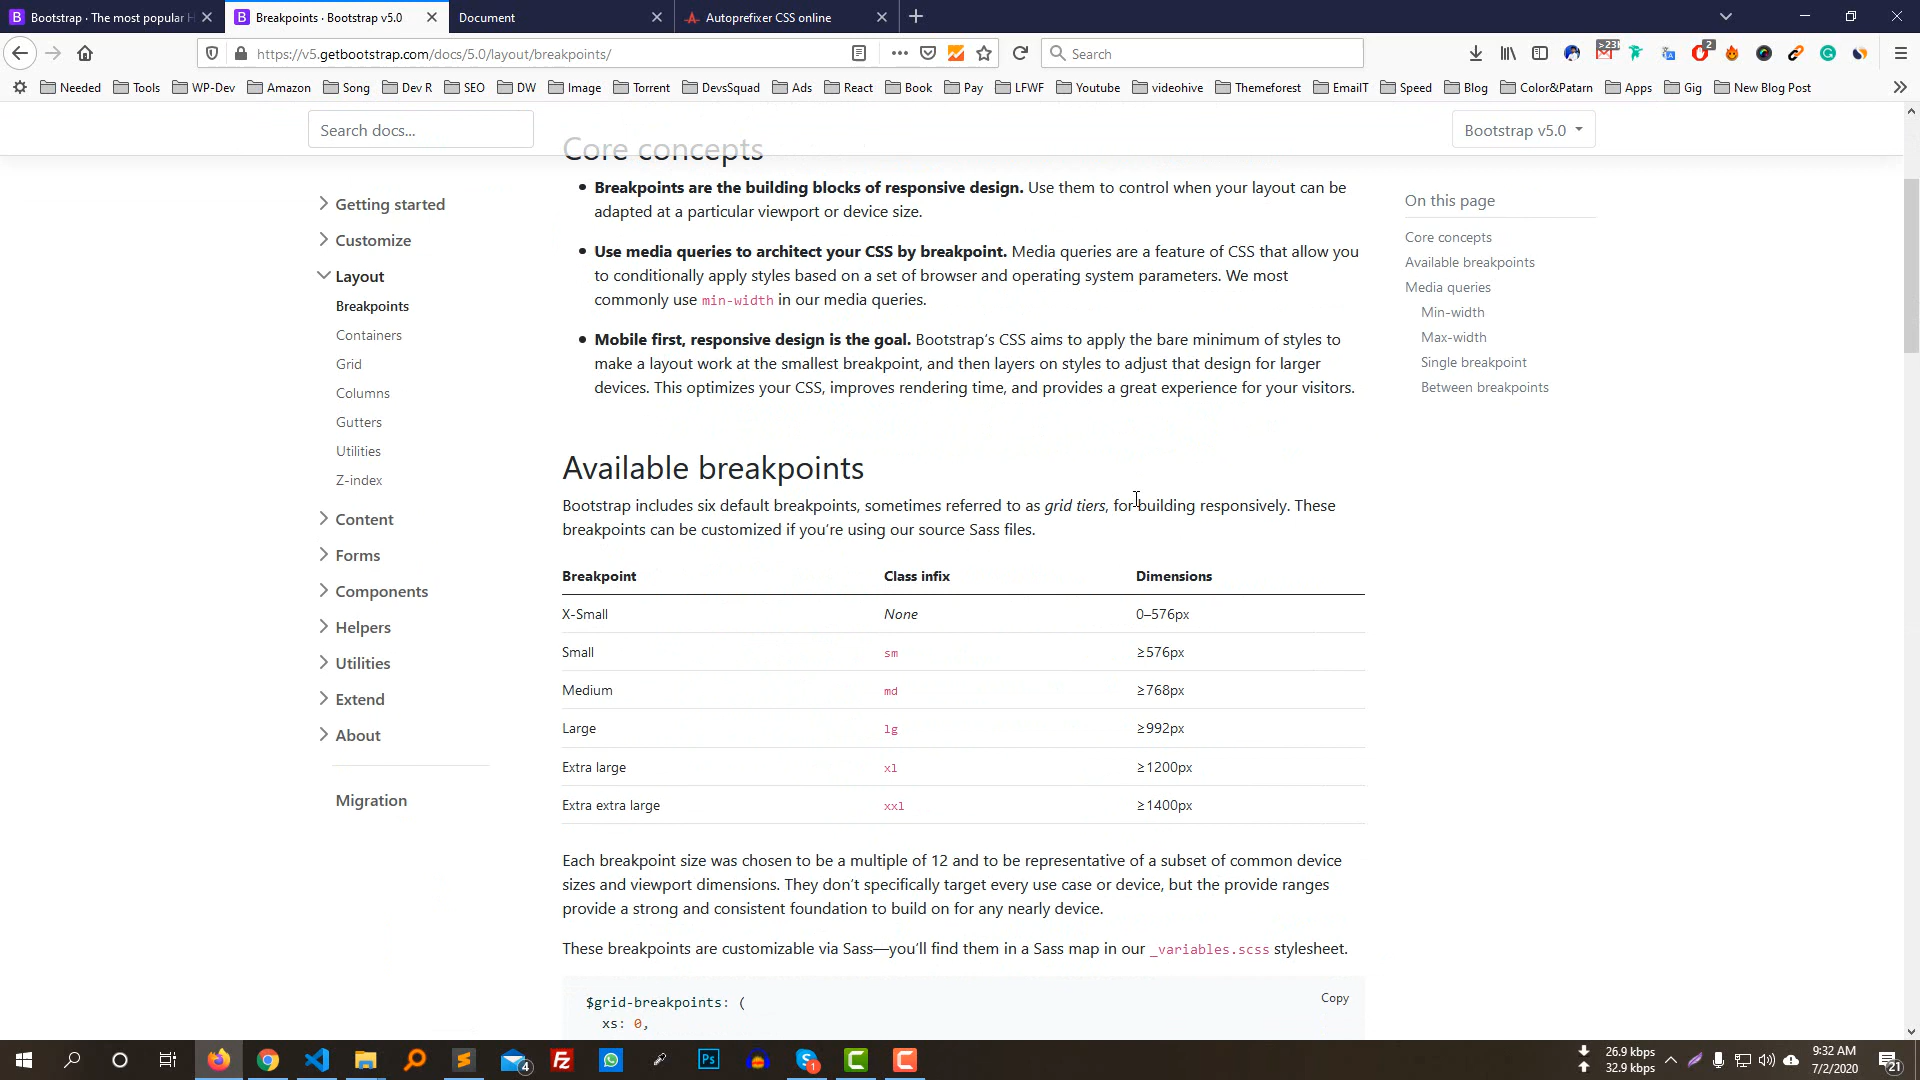 Bootstrap · The most popular H
Breakpoints · Bootstrap v5.0
Document
Autoprefixer CSS online
https://v5.getbootstrap.com/docs/5.0/layout/breakpoints/
Search
>23K
2
Needed
Tools
WP-Dev
Amazon
Song
Dev R
SEO
DW
Image
Torrent
DevsSquad
Ads
React
Book
Pay
LFWF
Youtube
videohive
Themeforest
EmailT
Speed
Blog
Color&Patarn
Apps
Gig
New Blog Post
Search docs...
Bootstrap v5.0
Getting started
Customize
Layout
Breakpoints
Containers
Grid
Columns
Gutters
Utilities
Z-index
Content
Forms
Components
Helpers
Utilities
Extend
About
Migration
Core concepts
Breakpoints are the building blocks of responsive design. Use them to control when your layout can be
adapted at a particular viewport or device size.
Use media queries to architect your CSS by breakpoint. Media queries are a feature of CSS that allow you
to conditionally apply styles based on a set of browser and operating system parameters. We most
commonly use min-width in our media queries.
Mobile first, responsive design is the goal. Bootstrap's CSS aims to apply the bare minimum of styles to
make a layout work at the smallest breakpoint, and then layers on styles to adjust that design for larger
devices. This optimizes your CSS, improves rendering time, and provides a great experience for your visitors.
Available breakpoints
Bootstrap includes six default breakpoints, sometimes referred to as grid tiers, for building responsively. These
breakpoints can be customized if you're using our source Sass files.
Breakpoint Class infix Dimensions
X-Small None 0–576px
Small sm ≥576px
Medium md ≥768px
Large lg ≥992px
Extra large xl ≥1200px
Extra extra large xxl ≥1400px
Each breakpoint size was chosen to be a multiple of 12 and to be representative of a subset of common device
sizes and viewport dimensions. They don't specifically target every use case or device, but the provide ranges
provide a strong and consistent foundation to build on for any nearly device.
These breakpoints are customizable via Sass—you'll find them in a Sass map in our _variables.scss stylesheet.
$grid-breakpoints: (
xs: 0,
Copy
On this page
Core concepts
Available breakpoints
Media queries
Min-width
Max-width
Single breakpoint
Between breakpoints
4
Fz
Ps
1
26.9 kbps
32.9 kbps
9:32 AM
7/2/2020
21